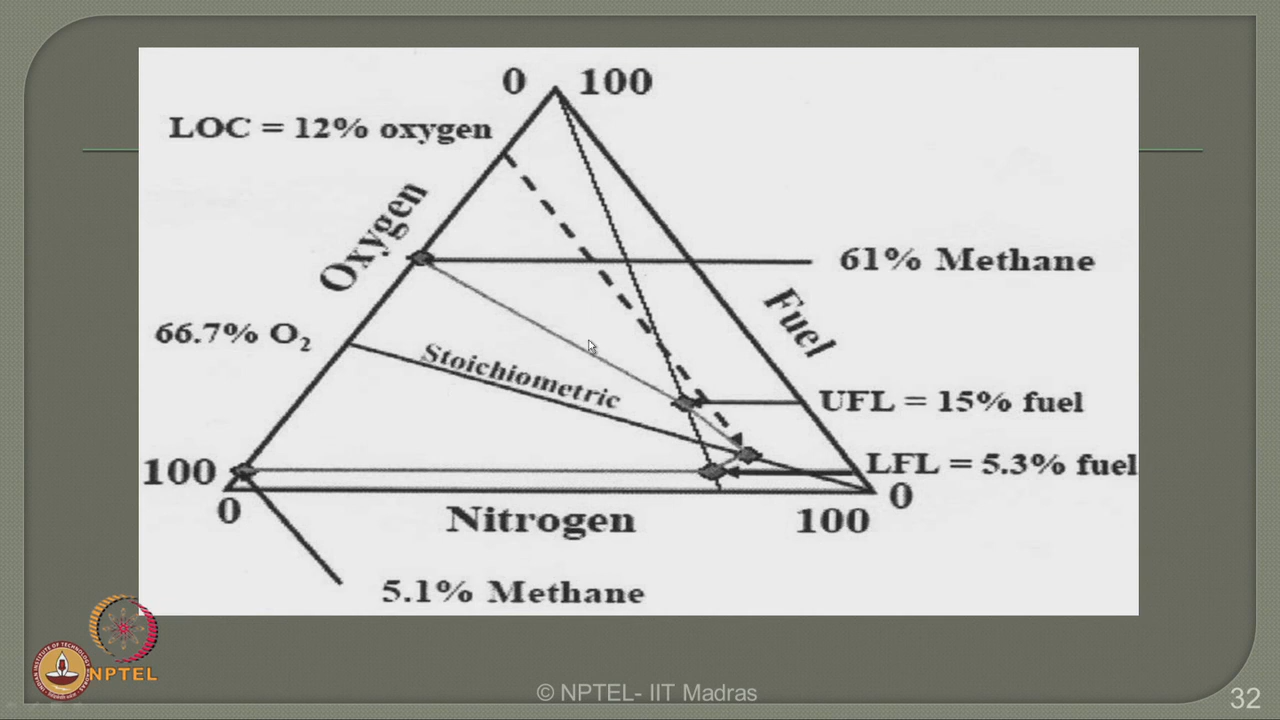 0 100
LOC = 12% oxygen
Oxygen
61% Methane
Fuel
66.7% O₂
Stoichiometric
UFL = 15% fuel
100
LFL = 5.3% fuel
0
0
Nitrogen
100
5.1% Methane
NPTEL
© NPTEL- IIT Madras
32